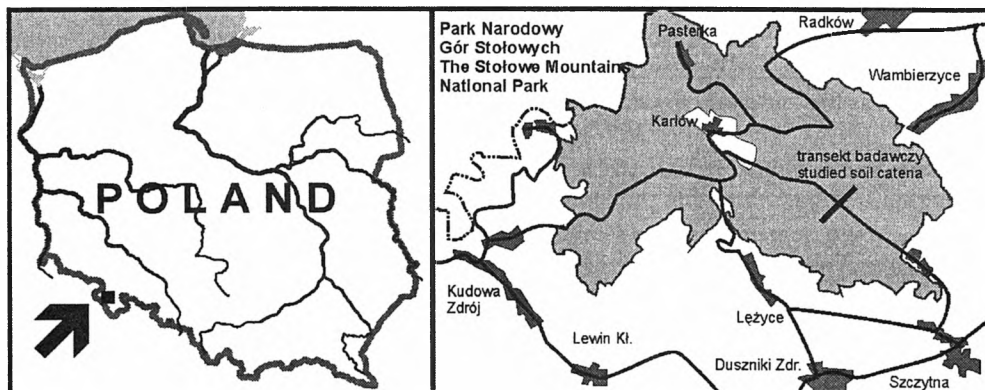 POLAND
Park Narodowy
Gór Stołowych
The Stołowe Mountains
National Park
Radków
Pasterka
Wambierzyce
Karłów
transekt badawczy
studied soil catena
Kudowa
Zdrój
Lężyce
Lewin Kł.
Duszniki Zdr.
Szczytna